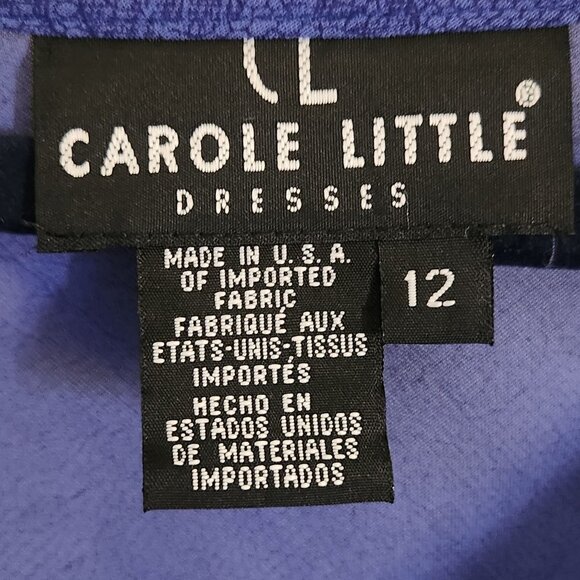 CL
CAROLE LITTLE®
DRESSES
MADE IN U.S.A.
OF IMPORTED
FABRIC
FABRIQUÉ AUX
ETATS-UNIS-TISSUS
IMPORTÉS
HECHO EN
ESTADOS UNIDOS
DE MATERIALES
IMPORTADOS
12